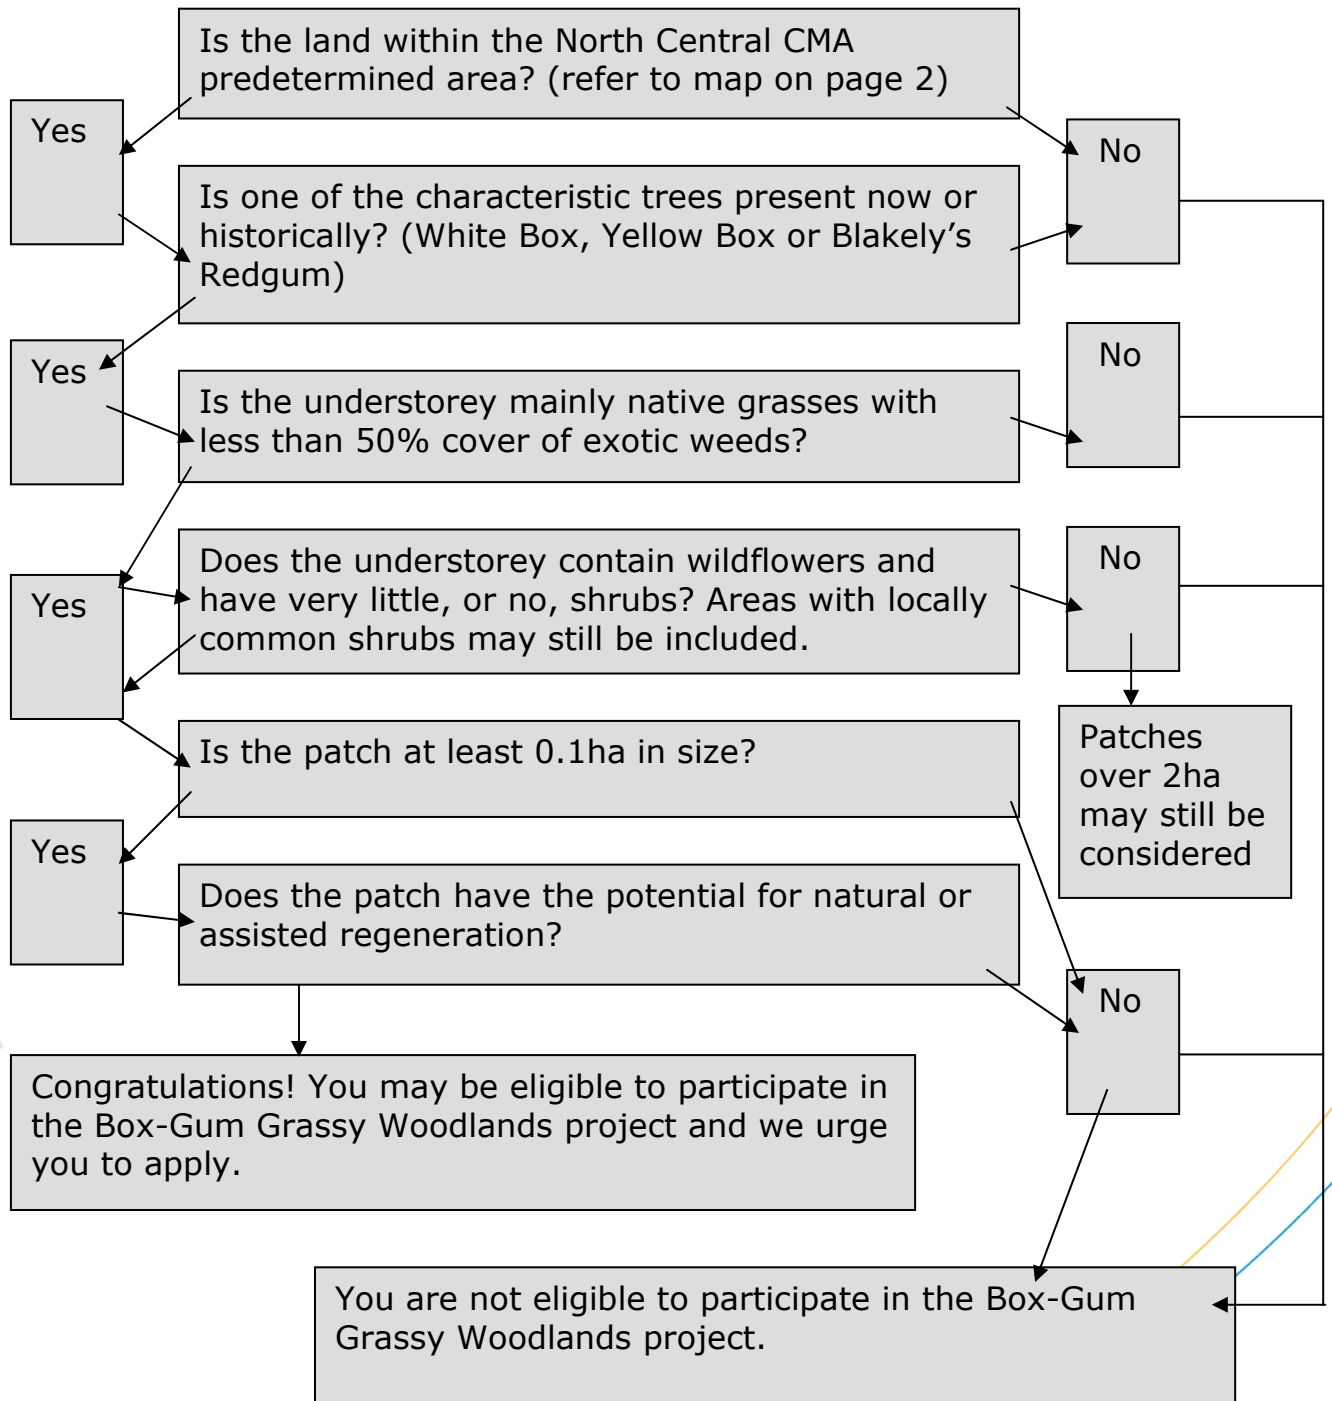 Is the land within the North Central CMA
predetermined area? (refer to map on page 2)
Yes
No
Is one of the characteristic trees present now or
historically? (White Box, Yellow Box or Blakely’s
Redgum)
Yes
No
Is the understorey mainly native grasses with
less than 50% cover of exotic weeds?
Does the understorey contain wildflowers and
have very little, or no, shrubs? Areas with locally
common shrubs may still be included.
Yes
No
Is the patch at least 0.1ha in size?
Patches
over 2ha
may still be
considered
Yes
Does the patch have the potential for natural or
assisted regeneration?
No
Congratulations! You may be eligible to participate in
the Box-Gum Grassy Woodlands project and we urge
you to apply.
You are not eligible to participate in the Box-Gum
Grassy Woodlands project.